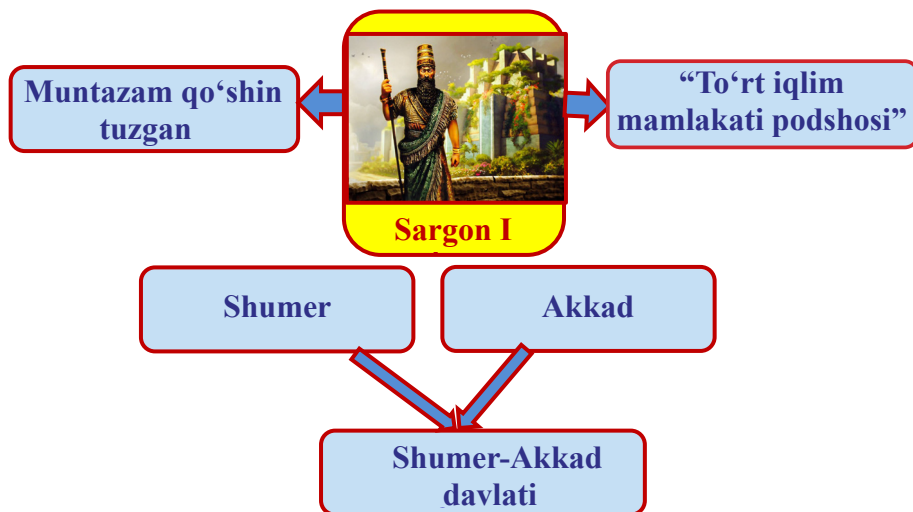 Muntazam qo‘shin
tuzgan
“To‘rt iqlim
mamlakati podshosi”
Sargon I
Shumer
Akkad
Shumer-Akkad
davlati